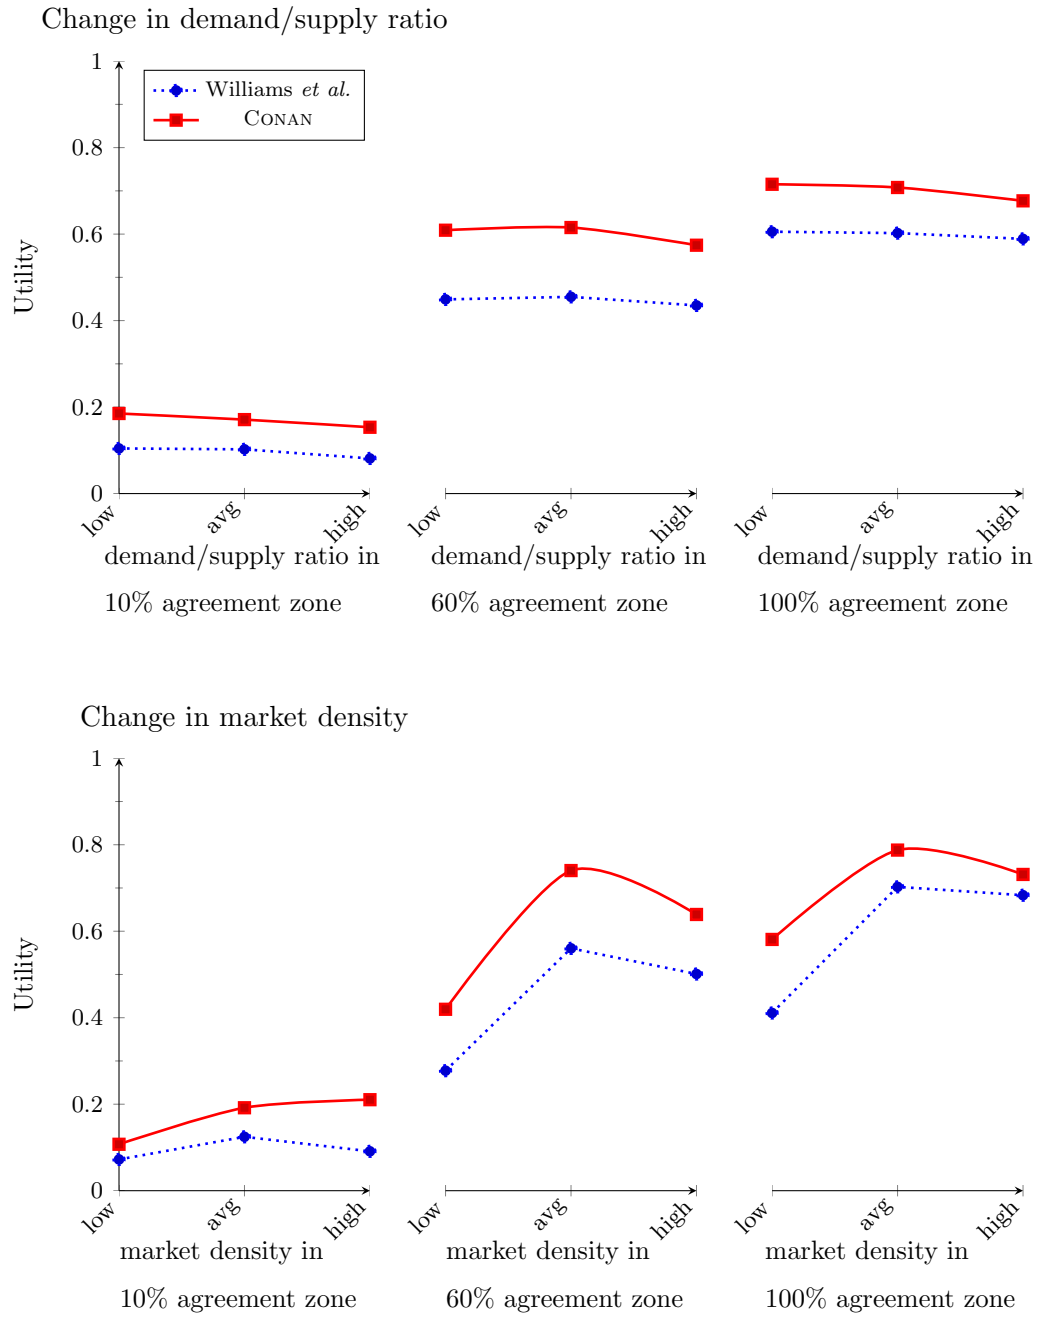 Change in demand/supply ratio
1
0.8
0.6
0.4
0.2
0
Utility
Williams et al.
CONAN
low
avg
high
demand/supply ratio in
10% agreement zone
low
avg
high
demand/supply ratio in
60% agreement zone
low
avg
high
demand/supply ratio in
100% agreement zone
Change in market density
1
0.8
0.6
0.4
0.2
0
Utility
low
avg
high
market density in
10% agreement zone
low
avg
high
market density in
60% agreement zone
low
avg
high
market density in
100% agreement zone